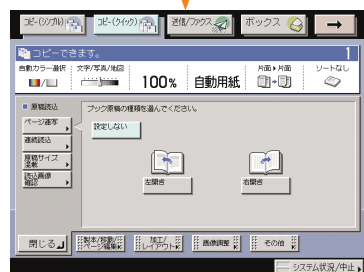 コピー(シンプル)
コピー(クイック)
送信/ファクス
ボックス
コピーできます。
1
自動カラー選択
文字/写真/地図
片面▶片面
ソートなし
100%
自動用紙
原稿読込
ブック原稿の種類を選んでください。
ページ連写
設定しない
連続読込
原稿サイズ
混載
読込画像
確認
左開き
右開き
閉じる
製本/移動/
ページ編集
加工/
レイアウト
画像調整
その他
システム状況/中止